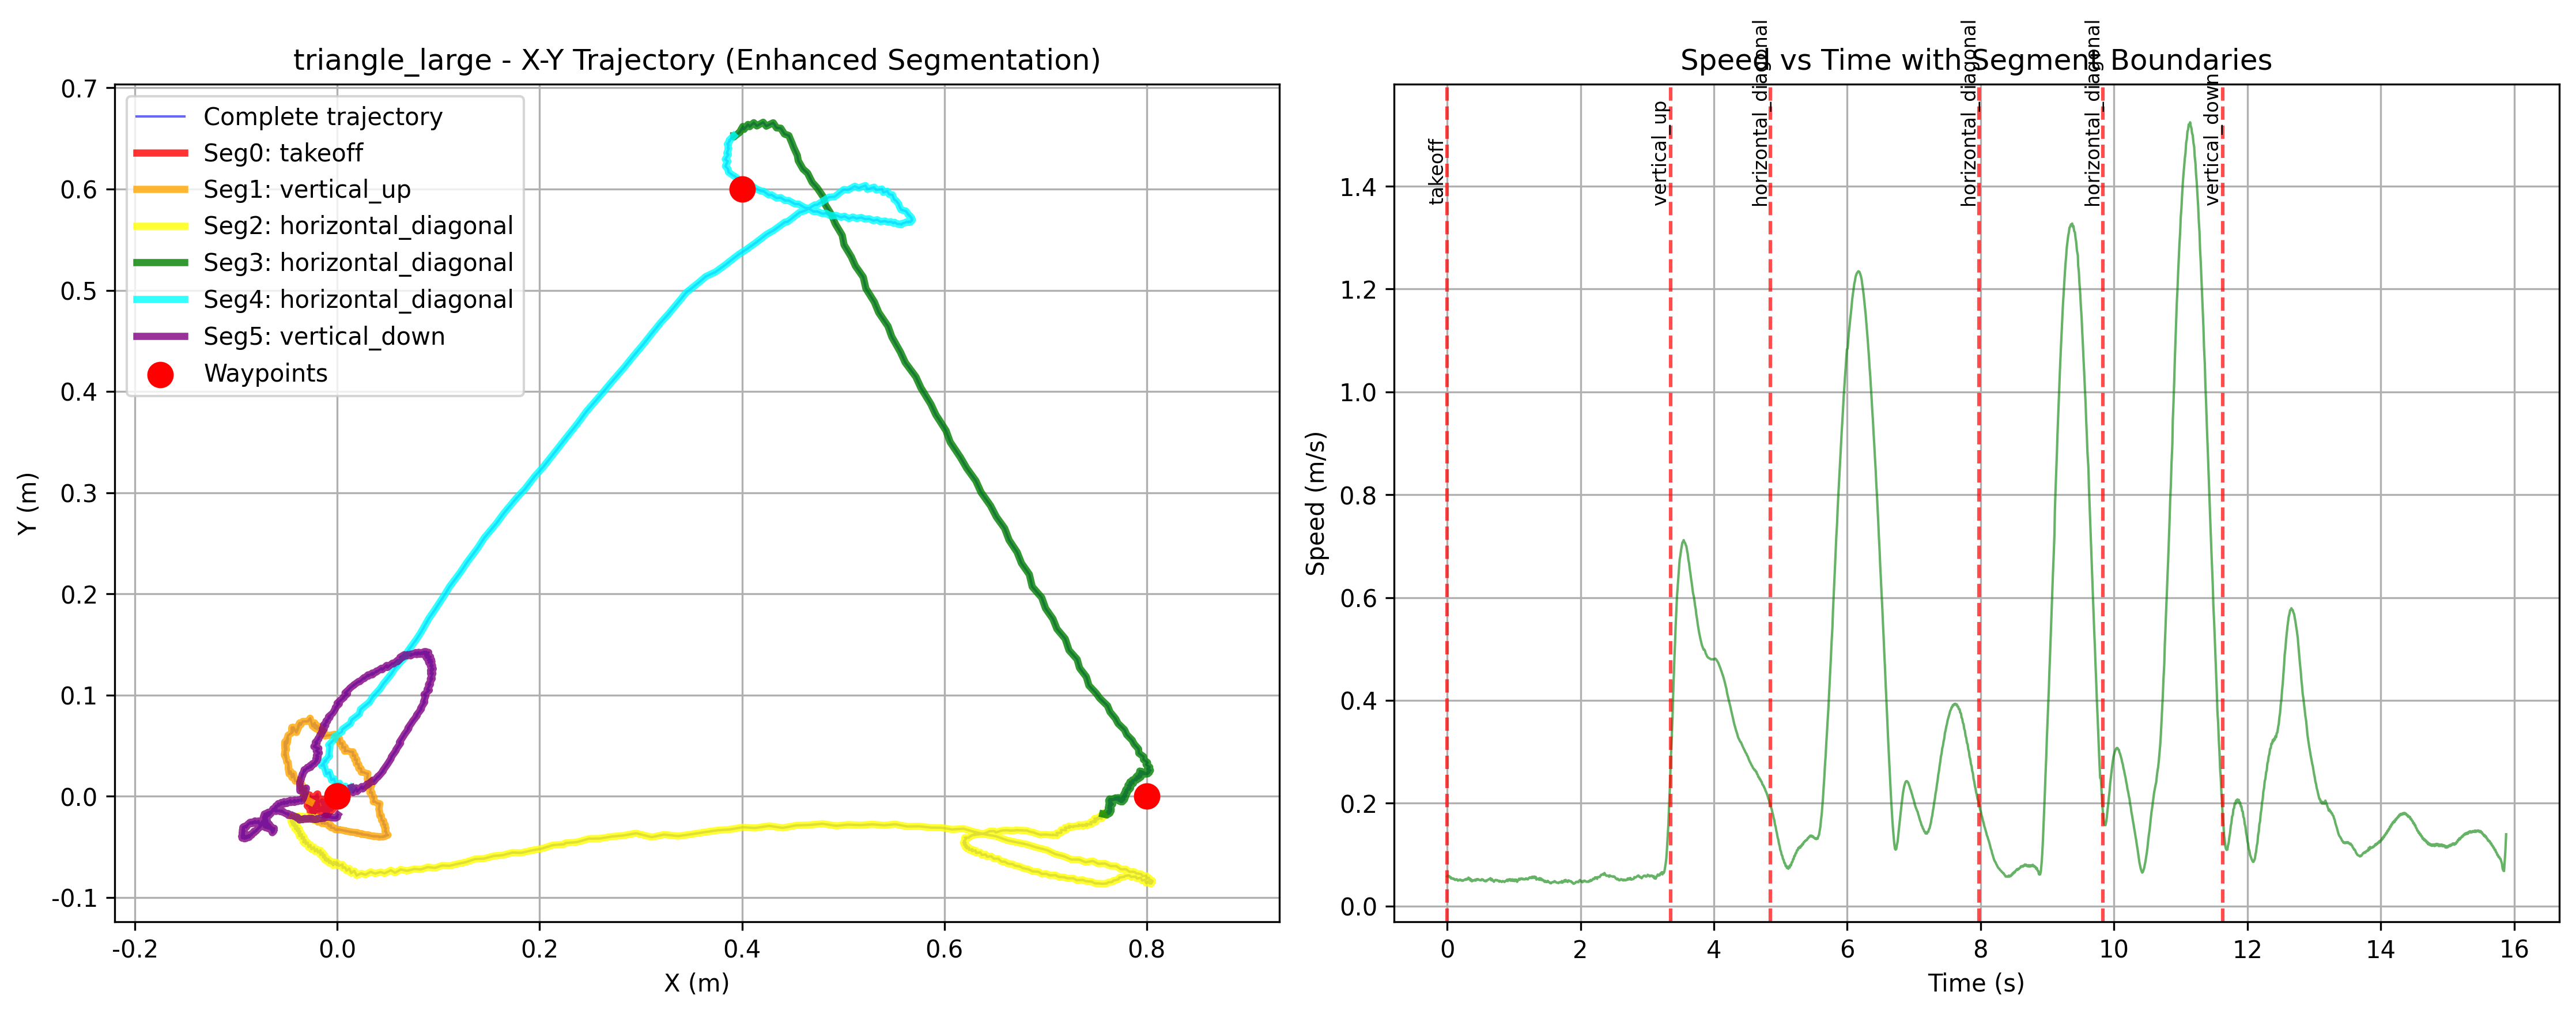 triangle_large - X-Y Trajectory (Enhanced Segmentation)
0.7
0.6
0.5
0.4
0.3
0.2
0.1
0.0
-0.1
Y (m)
Complete trajectory
Seg0: takeoff
Seg1: vertical_up
Seg2: horizontal_diagonal
Seg3: horizontal_diagonal
Seg4: horizontal_diagonal
Seg5: vertical_down
Waypoints
-0.2
0.0
0.2
0.4
0.6
0.8
X (m)
Speed vs Time with Segment Boundaries
takeoff
vertical_up
horizontal_diagonal
horizontal_diagonal
horizontal_diagonal
vertical_down
1.4
1.2
1.0
0.8
0.6
0.4
0.2
0.0
Speed (m/s)
0
2
4
6
8
10
12
14
16
Time (s)